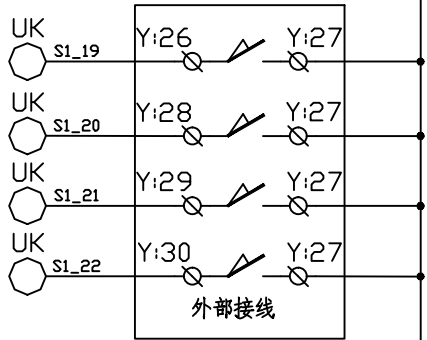 UK S1_19 Y:26 Y:27
UK S1_20 Y:28 Y:27
UK S1_21 Y:29 Y:27
UK S1_22 Y:30 Y:27
外部接线